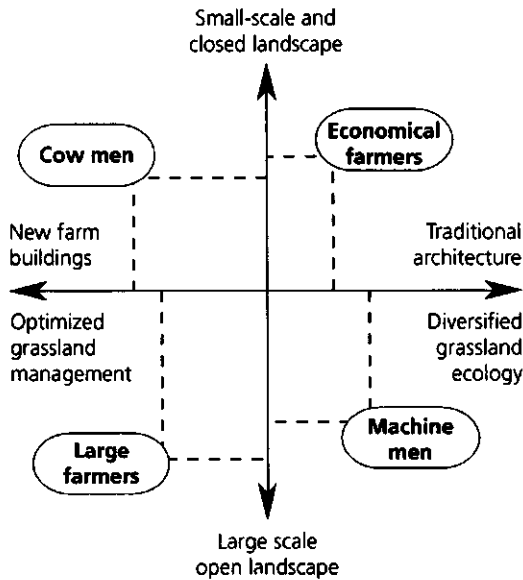 Small-scale and
closed landscape
Cow men
Economical
farmers
New farm
buildings
Traditional
architecture
Optimized
grassland
management
Diversified
grassland
ecology
Large
farmers
Machine
men
Large scale
open landscape